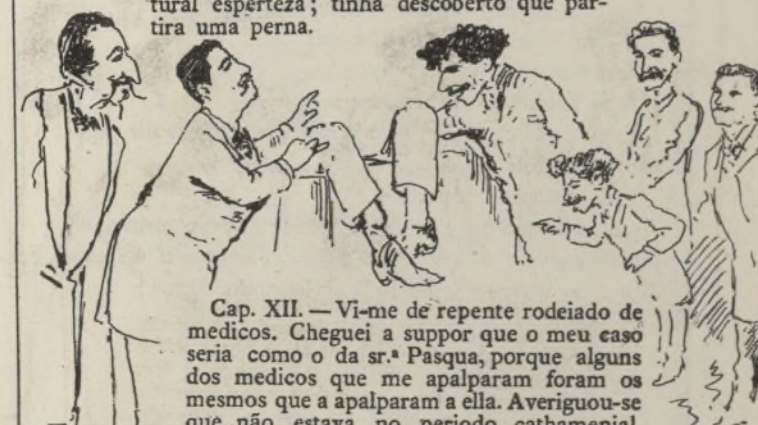 tural esperteza; tinha descoberto que par-
tira uma perna.
Cap. XII. — Vi-me de repente rodeiado de
medicos. Cheguei a suppor que o meu caso
seria como o da sr.ª Pasqua, porque alguns
dos medicos que me apalparam foram os
mesmos que a apalparam a ella. Averiguou-se
que não estava no periodo cathamenial